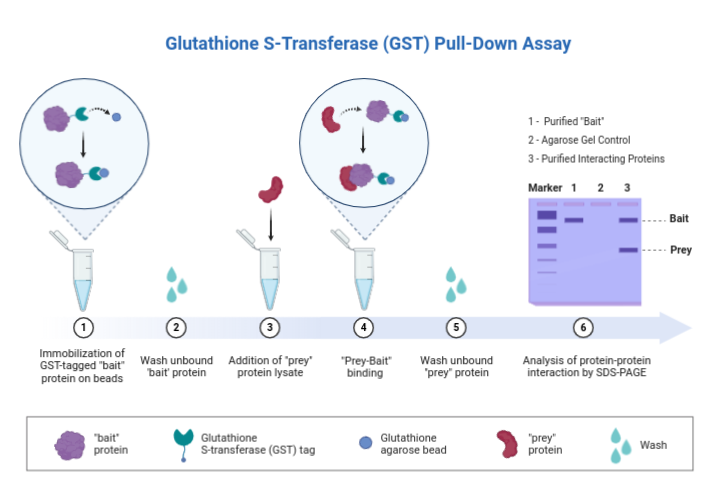 Glutathione S-Transferase (GST) Pull-Down Assay
1 - Purified "Bait"
2 - Agarose Gel Control
3 - Purified Interacting Proteins
Marker 1 2 3
Bait
Prey
1 2 3 4 5 6
Immobilization of
GST-tagged "bait"
protein on beads
Wash unbound
'bait' protein
Addition of "prey"
protein lysate
"Prey-Bait"
binding
Wash unbound
"prey" protein
Analysis of protein-protein
interaction by SDS-PAGE
"bait"
protein
Glutathione
S-transferase (GST) tag
Glutathione
agarose bead
"prey"
protein
Wash